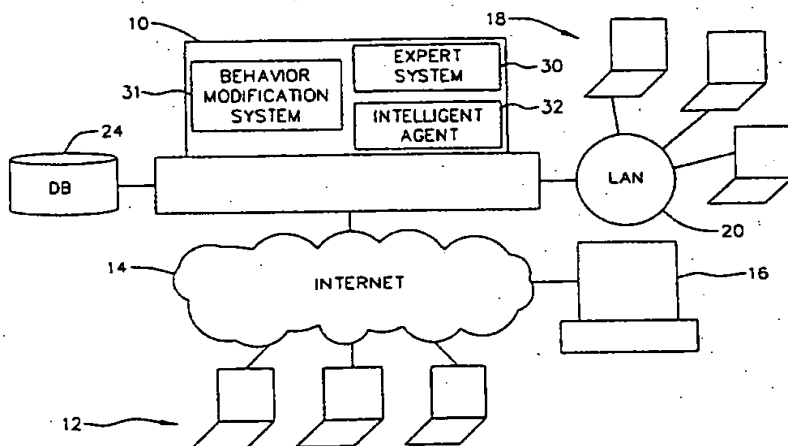 10
18
EXPERT
SYSTEM
30
31
BEHAVIOR
MODIFICATION
SYSTEM
32
INTELLIGENT
AGENT
24
DB
LAN
20
14
INTERNET
16
12